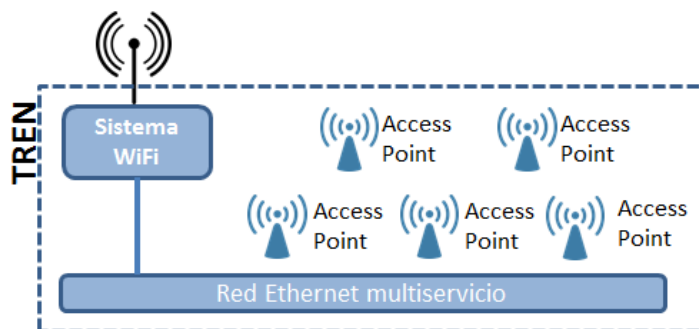 TREN
Sistema
WiFi
Access
Point
Access
Point
Access
Point
Access
Point
Access
Point
Red Ethernet multiservicio